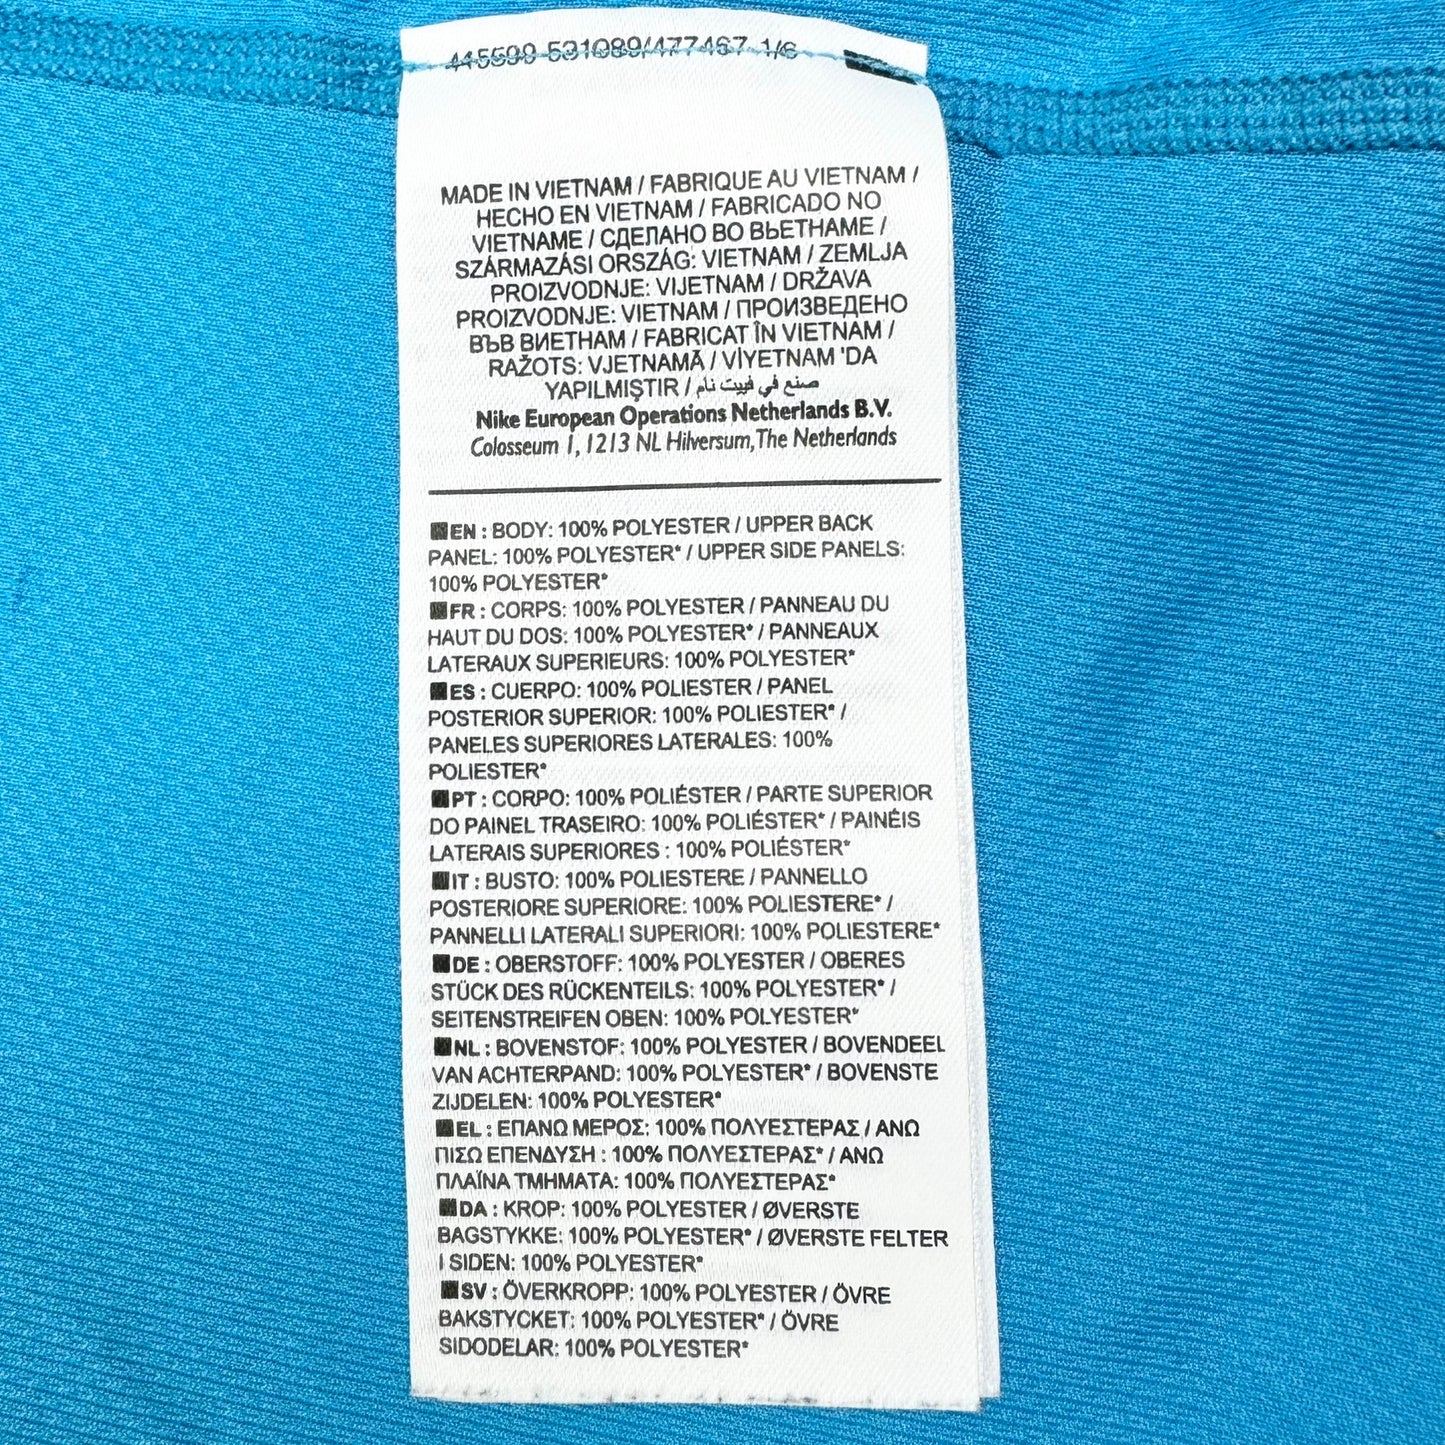 415599-531089/477467 1/6
MADE IN VIETNAM / FABRIQUE AU VIETNAM /
HECHO EN VIETNAM / FABRICADO NO
VIETNAME / СДЕЛАНО ВО ВЬЕТНАМЕ /
SZÁRMAZÁSI ORSZÁG: VIETNAM / ZEMLJA
PROIZVODNJE: VIJETNAM / DRŽAVA
PROIZVODNJE: VIETNAM / ПРОИЗВЕДЕНО
ВЪВ ВИЕТНАМ / FABRICAT ÎN VIETNAM /
RAŽOTS: VJETNAMĀ / VİYETNAM 'DA
YAPILMIŞTIR / صنع في فييت نام
Nike European Operations Netherlands B.V.
Colosseum 1, 1213 NL Hilversum, The Netherlands
EN : BODY: 100% POLYESTER / UPPER BACK
PANEL: 100% POLYESTER* / UPPER SIDE PANELS:
100% POLYESTER*
FR : CORPS: 100% POLYESTER / PANNEAU DU
HAUT DU DOS: 100% POLYESTER* / PANNEAUX
LATERAUX SUPERIEURS: 100% POLYESTER*
ES : CUERPO: 100% POLIESTER / PANEL
POSTERIOR SUPERIOR: 100% POLIESTER* /
PANELES SUPERIORES LATERALES: 100%
POLIESTER*
PT : CORPO: 100% POLIÉSTER / PARTE SUPERIOR
DO PAINEL TRASEIRO: 100% POLIÉSTER* / PAINÉIS
LATERAIS SUPERIORES : 100% POLIÉSTER*
IT : BUSTO: 100% POLIESTERE / PANNELLO
POSTERIORE SUPERIORE: 100% POLIESTERE* /
PANNELLI LATERALI SUPERIORI: 100% POLIESTERE*
DE : OBERSTOFF: 100% POLYESTER / OBERES
STÜCK DES RÜCKENTEILS: 100% POLYESTER* /
SEITENSTREIFEN OBEN: 100% POLYESTER*
NL : BOVENSTOF: 100% POLYESTER / BOVENDEEL
VAN ACHTERPAND: 100% POLYESTER* / BOVENSTE
ZIJDELEN: 100% POLYESTER*
EL : ΕΠΑΝΩ ΜΕΡΟΣ: 100% ΠΟΛΥΕΣΤΕΡΑΣ / ΑΝΩ
ΠΙΣΩ ΕΠΕΝΔΥΣΗ : 100% ΠΟΛΥΕΣΤΕΡΑΣ* / ΑΝΩ
ΠΛΑΪΝΑ ΤΜΗΜΑΤΑ: 100% ΠΟΛΥΕΣΤΕΡΑΣ*
DA : KROP: 100% POLYESTER / ØVERSTE
BAGSTYKKE: 100% POLYESTER* / ØVERSTE FELTER
I SIDEN: 100% POLYESTER*
SV : ÖVERKROPP: 100% POLYESTER / ÖVRE
BAKSTYCKET: 100% POLYESTER* / ÖVRE
SIDODELAR: 100% POLYESTER*